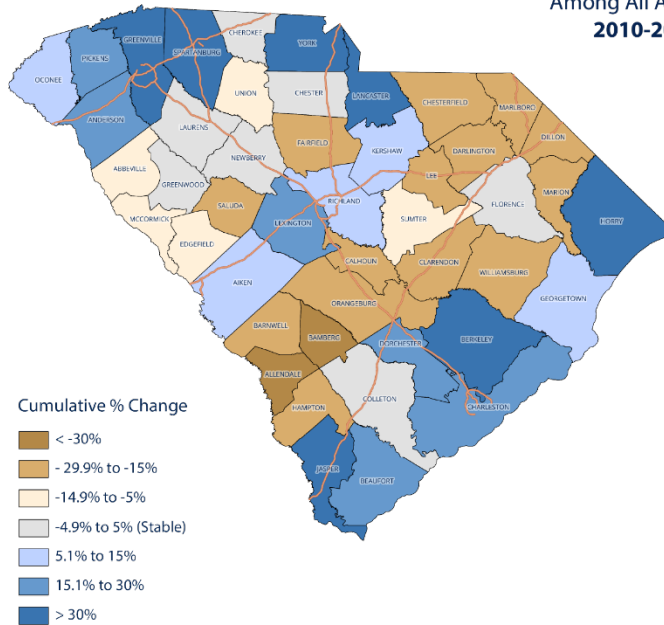 Among All A
2010-20
CHEROKEE
GREENVILLE
YORK
SPARTANBURG
PICKENS
OCONEE
LANCASTER
UNION
CHESTER
CHESTERFIELD
MARLBORO
ANDERSON
LAURENS
DILLON
FAIRFIELD
KERSHAW
DARLINGTON
NEWBERRY
ABBEVILLE
LEE
GREENWOOD
MARION
RICHLAND
FLORENCE
SALUDA
MCCORMICK
LEXINGTON
SUMTER
HORRY
EDGEFIELD
CALHOUN
CLARENDON
WILLIAMSBURG
AIKEN
GEORGETOWN
ORANGEBURG
BARNWELL
BAMBERG
BERKELEY
DORCHESTER
ALLENDALE
COLLETON
HAMPTON
CHARLESTON
JASPER
BEAUFORT
Cumulative % Change
< -30%
- 29.9% to -15%
-14.9% to -5%
-4.9% to 5% (Stable)
5.1% to 15%
15.1% to 30%
> 30%